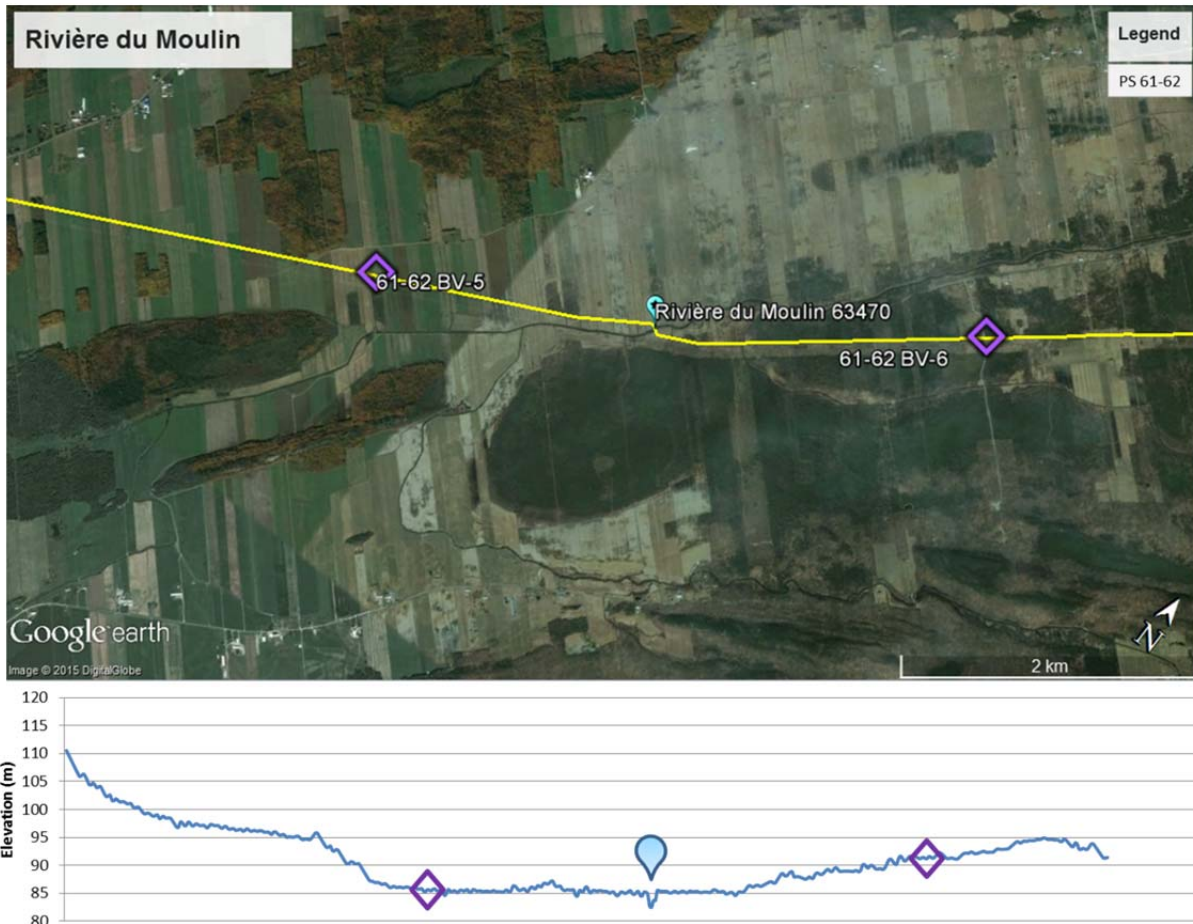 Rivière du Moulin
Legend
PS 61-62
61-62 BV-5
Rivière du Moulin 63470
61-62 BV-6
N
Google earth
Image © 2015 DigitalGlobe
2 km
120
115
110
105
100
95
90
85
80
Elevation (m)